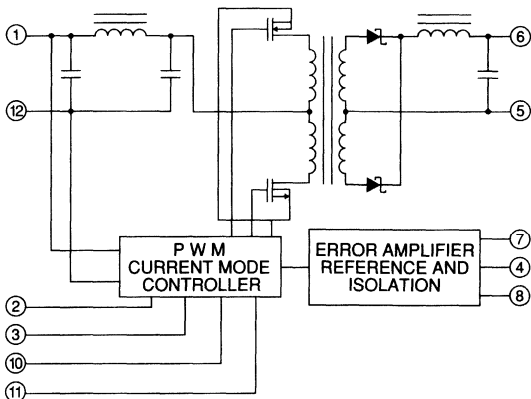 1
6
12
5
P W M
CURRENT MODE
CONTROLLER
ERROR AMPLIFIER
REFERENCE AND
ISOLATION
7
4
8
2
3
10
11